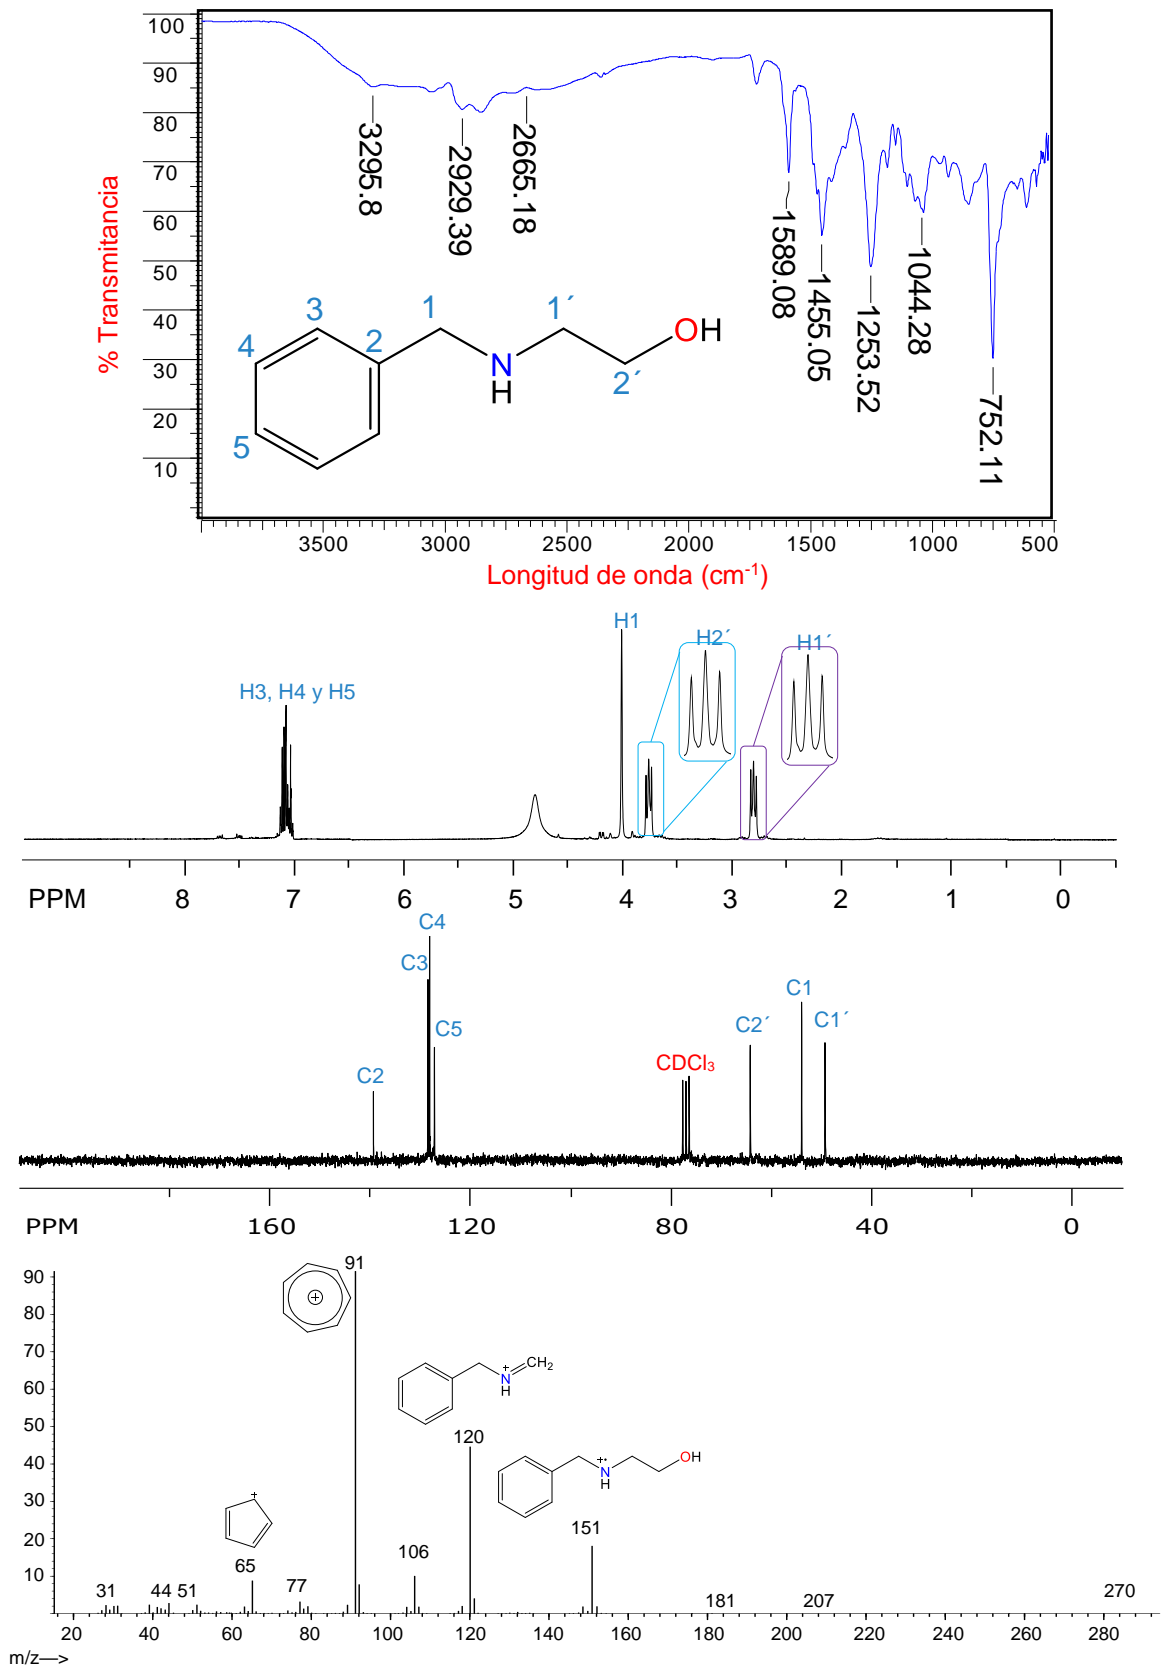 100
90
80
70
60
50
40
30
20
10
% Transmitancia
3295.8
2929.39
2665.18
1589.08
1455.05
1253.52
1044.28
752.11
3
1
1´
4
2
N
H
OH
2´
5
3500 3000 2500 2000 1500 1000 500
Longitud de onda (cm-1)
H1
H2´
H1´
H3, H4 y H5
PPM 8 7 6 5 4 3 2 1 0
C4
C3
C5
C2
CDCl3
C2´
C1
C1´
PPM 160 120 80 40 0
90
80
70
60
50
40
30
20
10
91
+
+
N
H
CH2
120
+•
N
H
OH
151
+
65
106
31 44 51 77 181 207 270
20 40 60 80 100 120 140 160 180 200 220 240 260 280
m/z—>